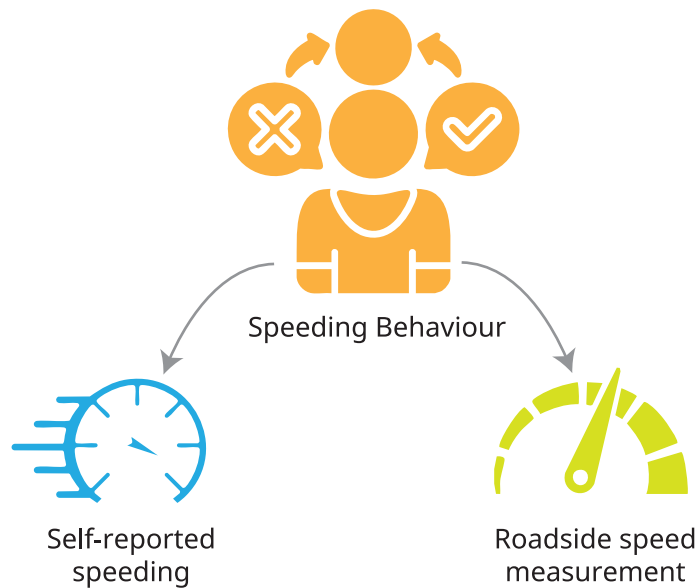 Speeding Behaviour
Self-reported
speeding
Roadside speed
measurement